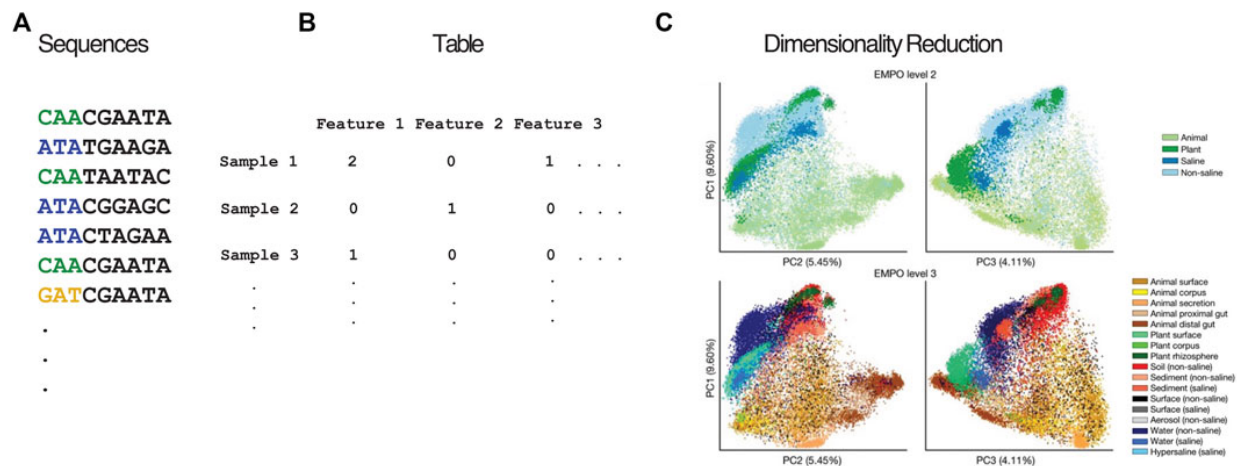 A
Sequences
CAACGAATA
ATATGAAGA
CAATAATAC
ATACGGAGC
ATACTAGAA
CAACGAATA
GATCGAATA
.
.
.
B
Table
Feature 1 Feature 2 Feature 3
Sample 1 2 0 1 . . .
Sample 2 0 1 0 . . .
Sample 3 1 0 0 . . .
. . . .
. . . .
. . . .
C
Dimensionality Reduction
EMPO level 2
PC1 (9.60%)
PC2 (5.45%)
PC3 (4.11%)
Animal
Plant
Saline
Non-saline
EMPO level 3
PC1 (9.60%)
PC2 (5.45%)
PC3 (4.11%)
Animal surface
Animal corpus
Animal secretion
Animal proximal gut
Animal distal gut
Plant surface
Plant corpus
Plant rhizosphere
Soil (non-saline)
Sediment (non-saline)
Sediment (saline)
Surface (non-saline)
Surface (saline)
Aerosol (non-saline)
Water (non-saline)
Water (saline)
Hypersaline (saline)